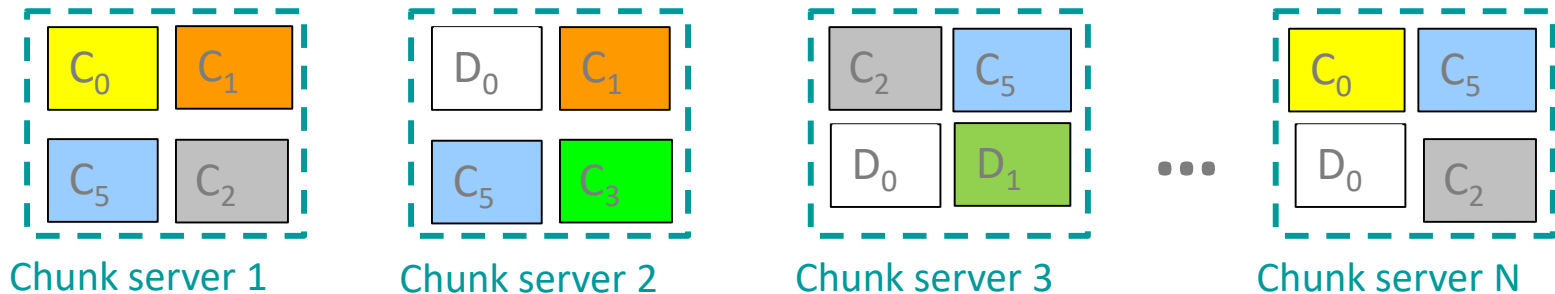 C₀ C₁ D₀ C₁ C₂ C₅ C₀ C₅
C₅ C₂ C₅ C₃ D₀ D₁ ... D₀ C₂
Chunk server 1 Chunk server 2 Chunk server 3 Chunk server N